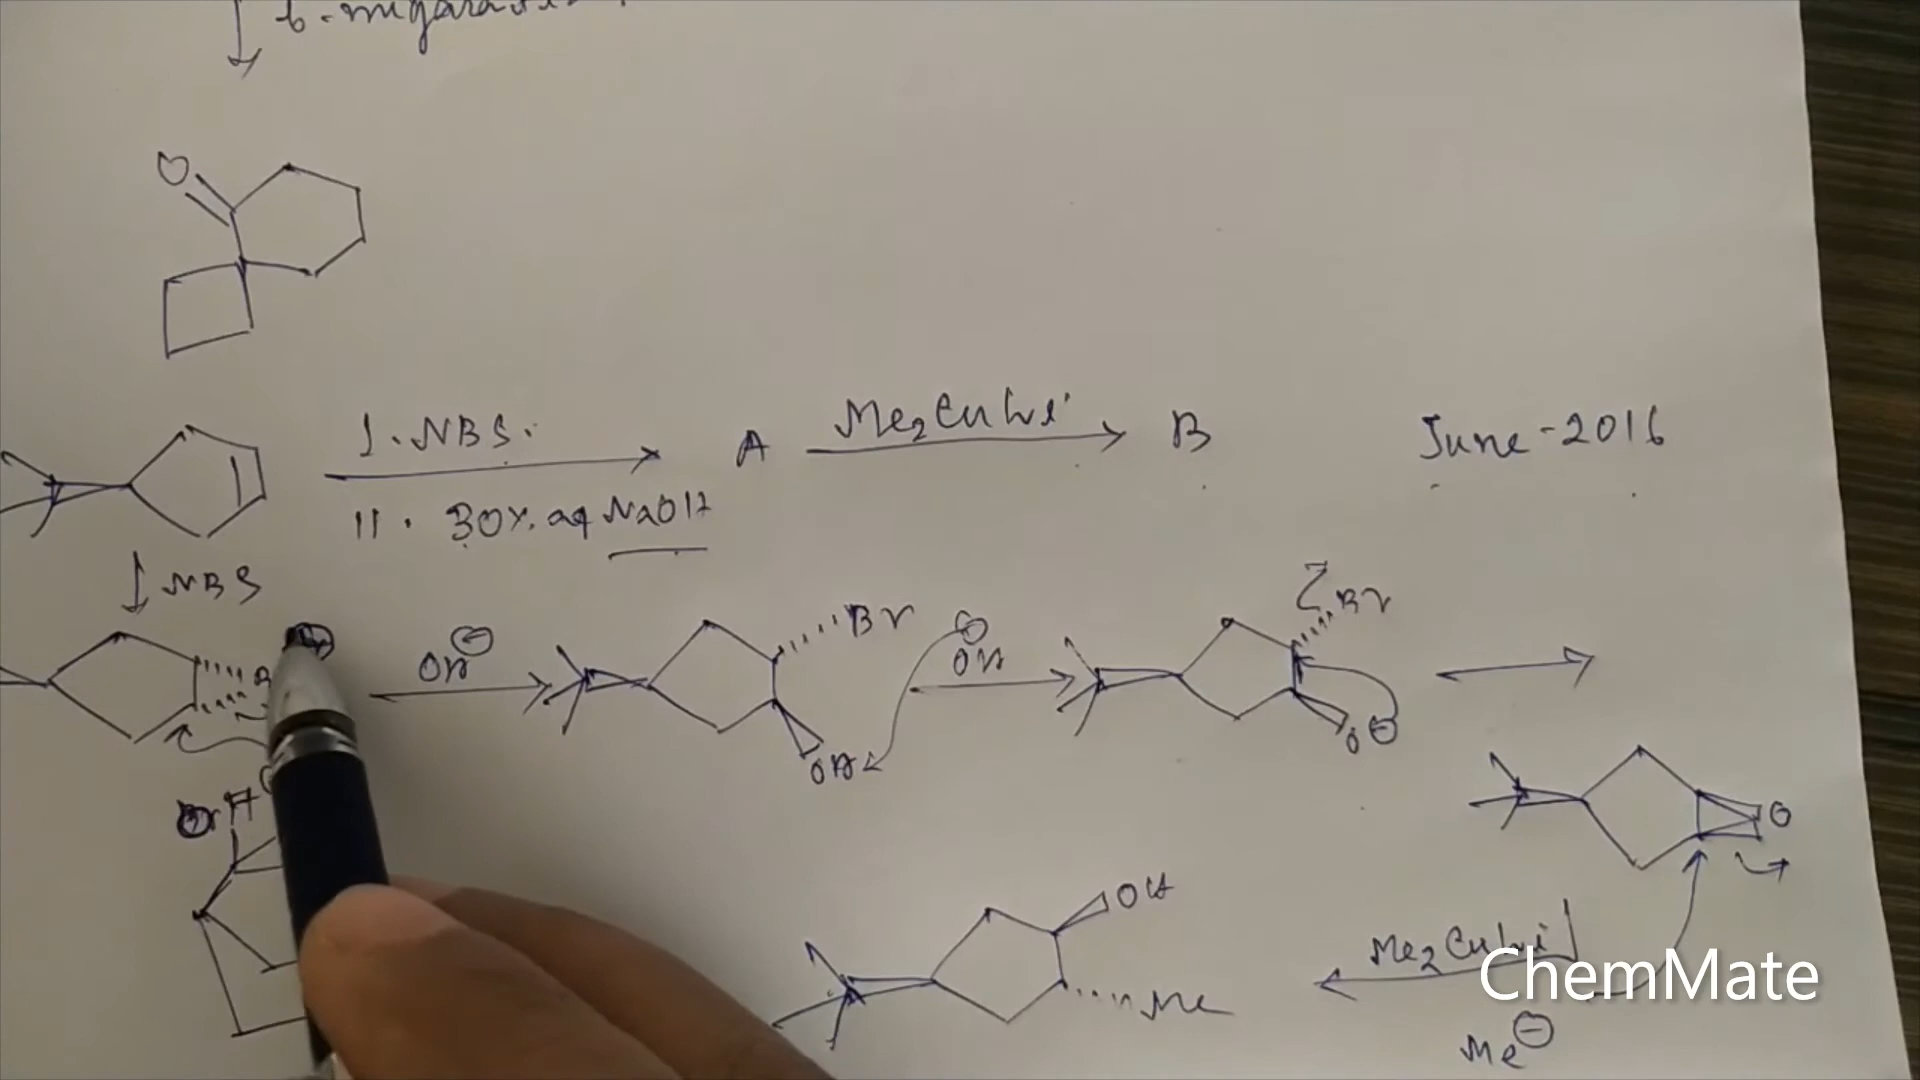 O
I. NBS.
A
Me2CuLi
B
June-2016
II. 30%. aq NaOH
NBS
OH⊖
Br
OH
⊖
OH
Br
O⊖
O
OH
Me
Me2CuLi
Me⊖
ChemMate